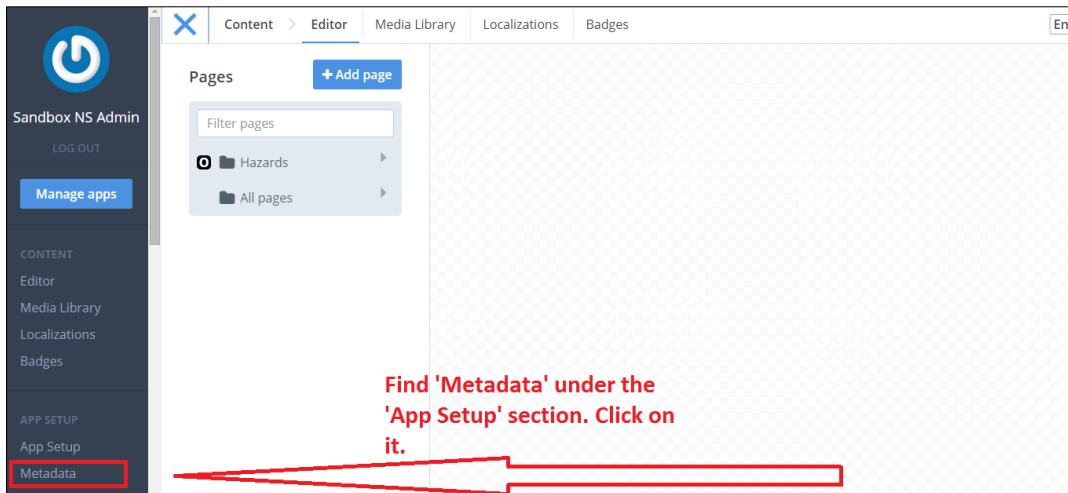 Sandbox NS Admin
LOG OUT
Manage apps
CONTENT
Editor
Media Library
Localizations
Badges
APP SETUP
App Setup
Metadata
Content
Editor
Media Library
Localizations
Badges
En
Pages
+ Add page
Filter pages
O Hazards
All pages
Find 'Metadata' under the
'App Setup' section. Click on
it.